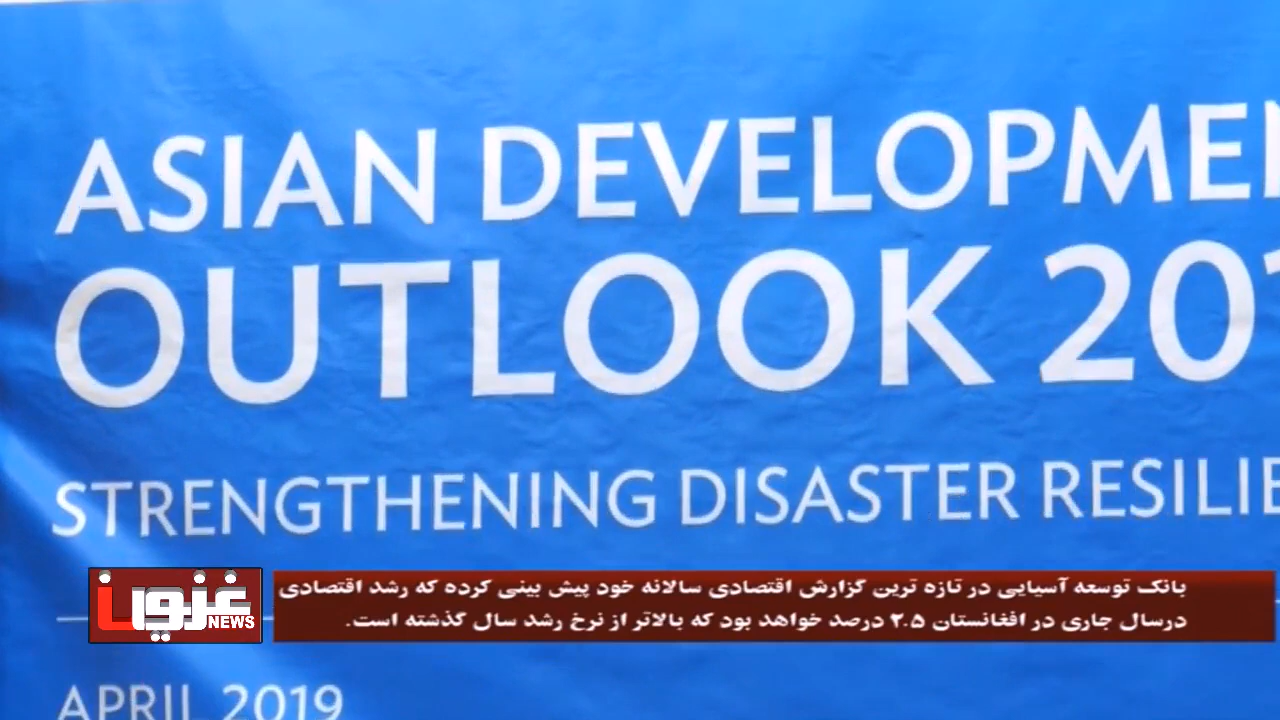 ASIAN DEVELOPME
OUTLOOK 201
STRENGTHENING DISASTER RESILIE
بانک توسعه آسیایی در تازه ترین گزارش اقتصادی سالانه خود پیش بینی کرده که رشد اقتصادی
درسال جاری در افغانستان ۲.۵ درصد خواهد بود که بالاتر از نرخ رشد سال گذشته است.
NEWS
APRIL 2019